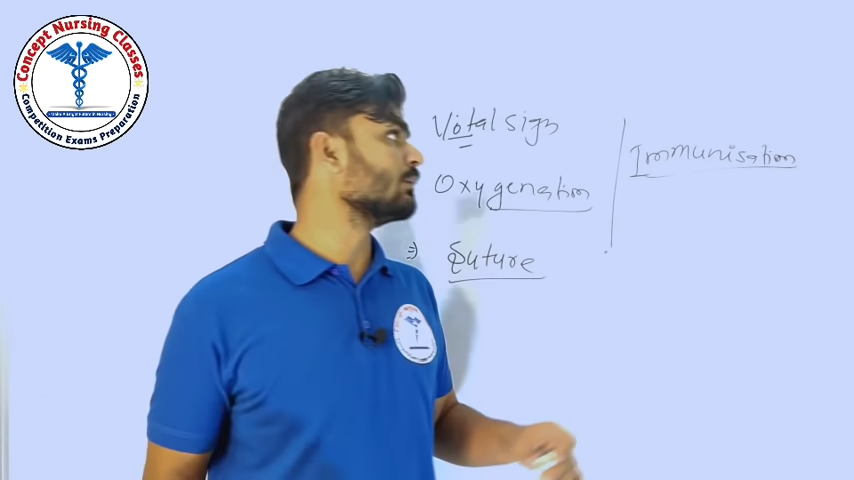 Concept Nursing Classes
Competition Exams Preparation
Vital sign
Oxygenation
⇒ Suture
Immunisation